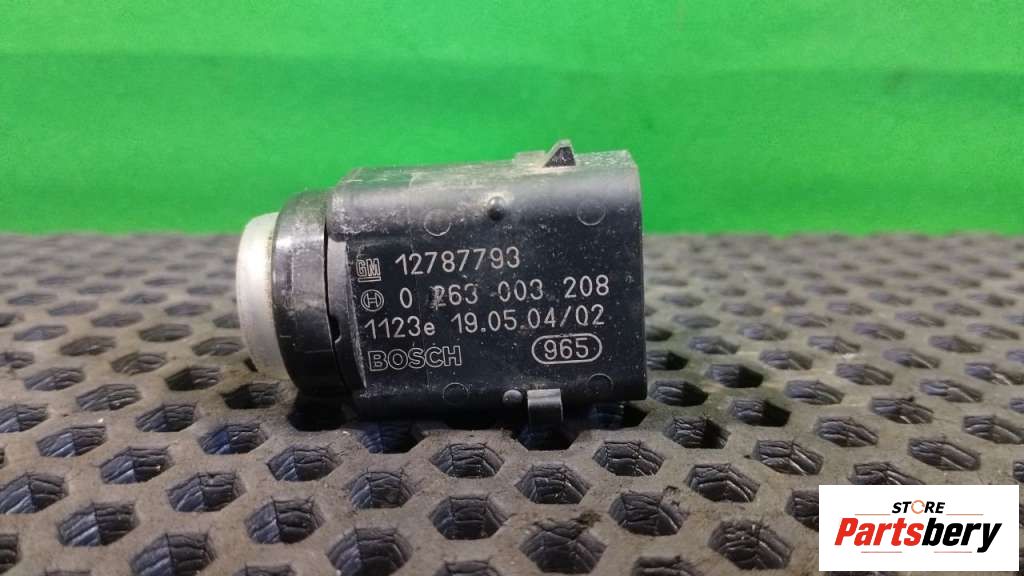 GM 12787793
0 263 003 208
1123e 19.05.04/02
BOSCH 965
STORE
Partsbery